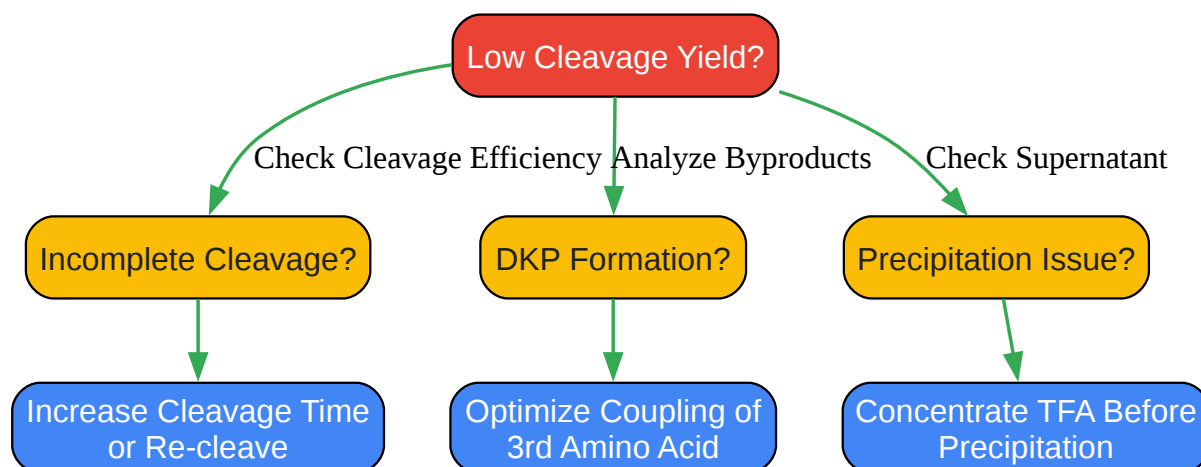 Low Cleavage Yield?
Check Cleavage Efficiency
Analyze Byproducts
Check Supernatant
Incomplete Cleavage?
DKP Formation?
Precipitation Issue?
Increase Cleavage Time
or Re-cleave
Optimize Coupling of
3rd Amino Acid
Concentrate TFA Before
Precipitation